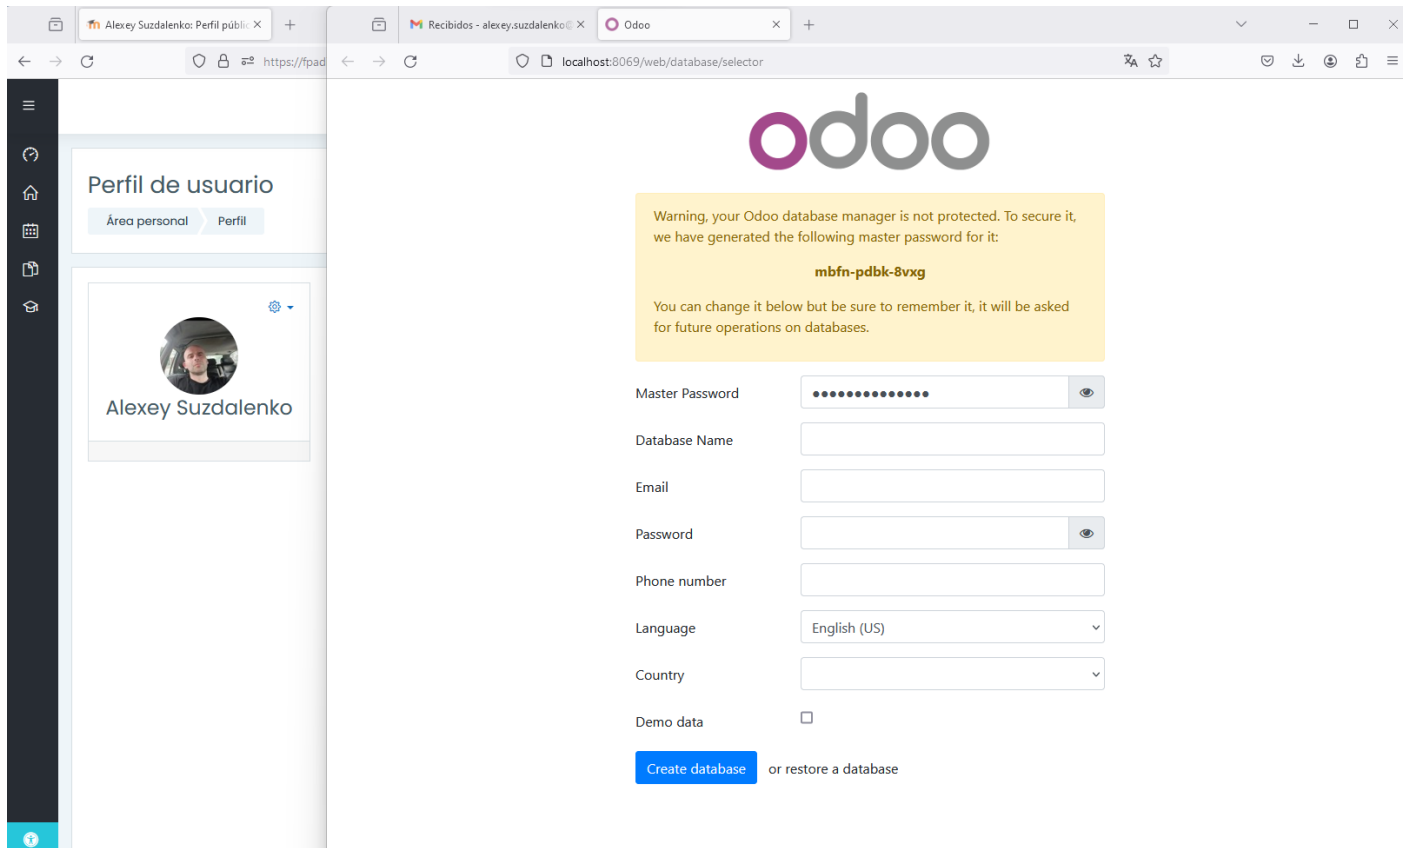 Alexey Suzdalenko: Perfil públic
https://fpad
Perfil de usuario
Área personal
Perfil
Alexey Suzdalenko
Recibidos - alexey.suzdalenko@
Odoo
localhost:8069/web/database/selector
odoo
Warning, your Odoo database manager is not protected. To secure it,
we have generated the following master password for it:
mbfn-pdbk-8vxg
You can change it below but be sure to remember it, it will be asked
for future operations on databases.
Master Password
Database Name
Email
Password
Phone number
Language English (US)
Country
Demo data
Create database or restore a database